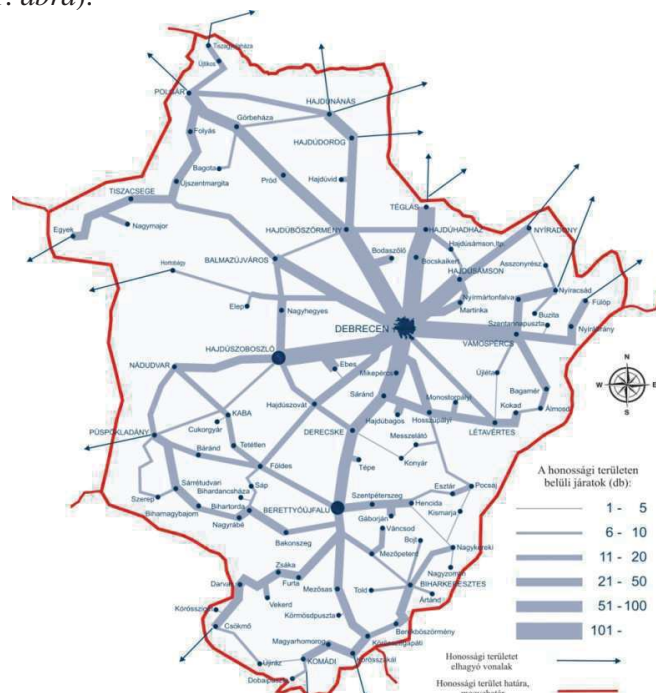 . ábra).
Tiszagyulaháza
Újtikos
POLGÁR
HAJDÚNÁNÁS
Görbeháza
Folyás
HAJDÚDOROG
Bagota
Pród
Hajdúvid
Újszentmargita
TISZACSEGE
TÉGLÁS
Egyek
Nagymajor
HAJDÚBÖSZÖRMÉNY
HAJDÚHADHÁZ
NYÍRADONY
Bodaszőlő
Hajdúsámson,llp.
BALMAZÚJVÁROS
Bocskaikert
Asszonyrész
Hortobágy
HAJDÚSÁMSON
Nyíracsád
Elep
Nagyhegyes
Nyírmártonfalva
Fülöp
Martinka
Buzita
DEBRECEN
Szentannapuszta
Nyírábrány
VÁMOSPÉRCS
HAJDÚSZOBOSZLÓ
NÁDUDVAR
Ebes
Mikepércs
Újléta
Bagamér
N
W
E
S
Sáránd
Monostorpályi
Kokad
Álmosd
KABA
Hajdúszovát
Hajdúbagos
Hosszúpályi
LÉTAVÉRTES
Cukorgyár
PÜSPÖKLADÁNY
DERECSKE
Messzelátó
Báránd
Tetétlen
Konyár
Földes
Tépe
A honossági területen
belüli járatok (db):
Sárrétudvari
Sáp
Esztár
Pocsaj
Szerep
Bihardancsháza
Szentpéterszeg
Hencida
1 - 5
Bihartorda
BERETTYÓÚJFALU
Gáborján
Kismarja
Biharnagybajom
Nagyrábé
Váncsod
6 - 10
Bakonszeg
Bojt
Nagykereki
11 - 20
Mezőpeterd
Zsáka
Nagyzomlin
21 - 50
Darvas
Furta
Mezősas
Told
BIHARKERESZTES
Ártánd
51 -100
Vekerd
Körösszigeti
Körmösdpuszta
Berekböszörmény
101 -
Csökmő
Magyarhomorog
Körösszegapáti
Honossági területet
elhagyó vonalak
Újiráz
KOMÁDI
Körösszakál
Dobaipuszta
Honossági terület határa,